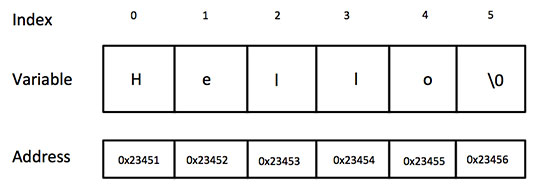 Index 0 1 2 3 4 5
Variable H e l l o \0
Address 0x23451 0x23452 0x23453 0x23454 0x23455 0x23456